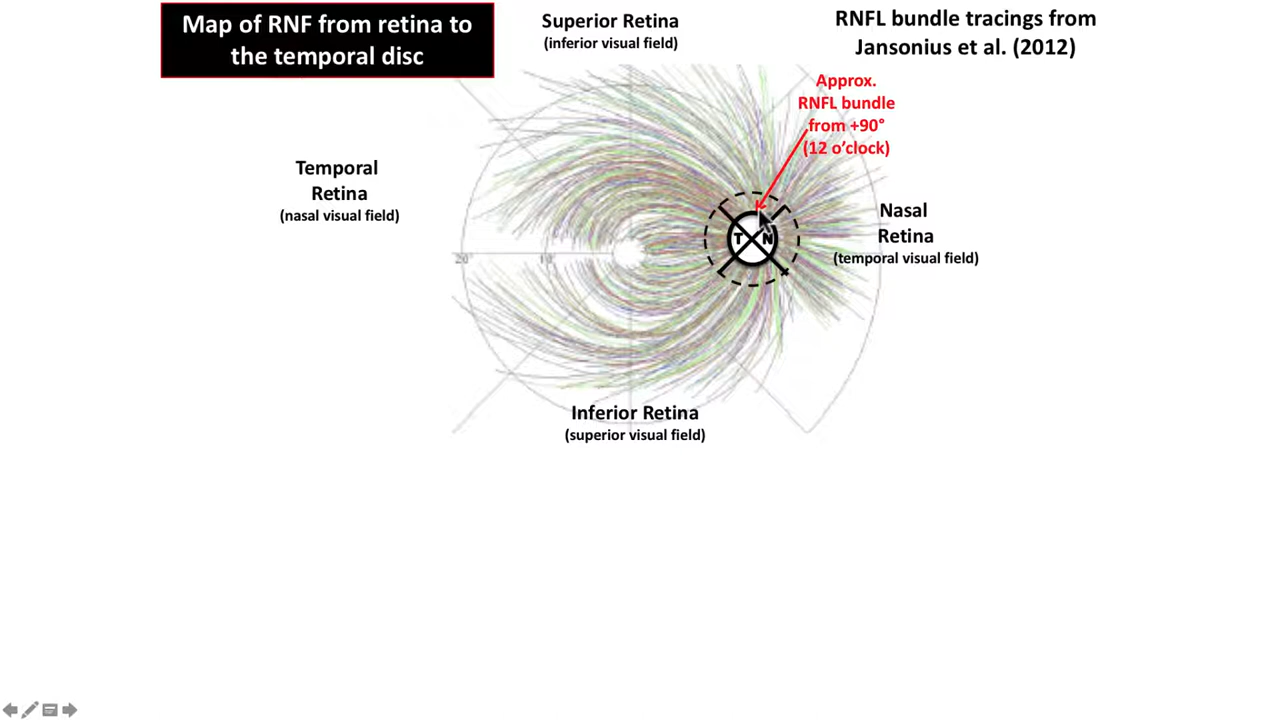 Map of RNF from retina to
the temporal disc
Superior Retina
(inferior visual field)
RNFL bundle tracings from
Jansonius et al. (2012)
Approx.
RNFL bundle
from +90°
(12 o'clock)
Temporal
Retina
(nasal visual field)
Nasal
Retina
(temporal visual field)
T N
20
10
Inferior Retina
(superior visual field)